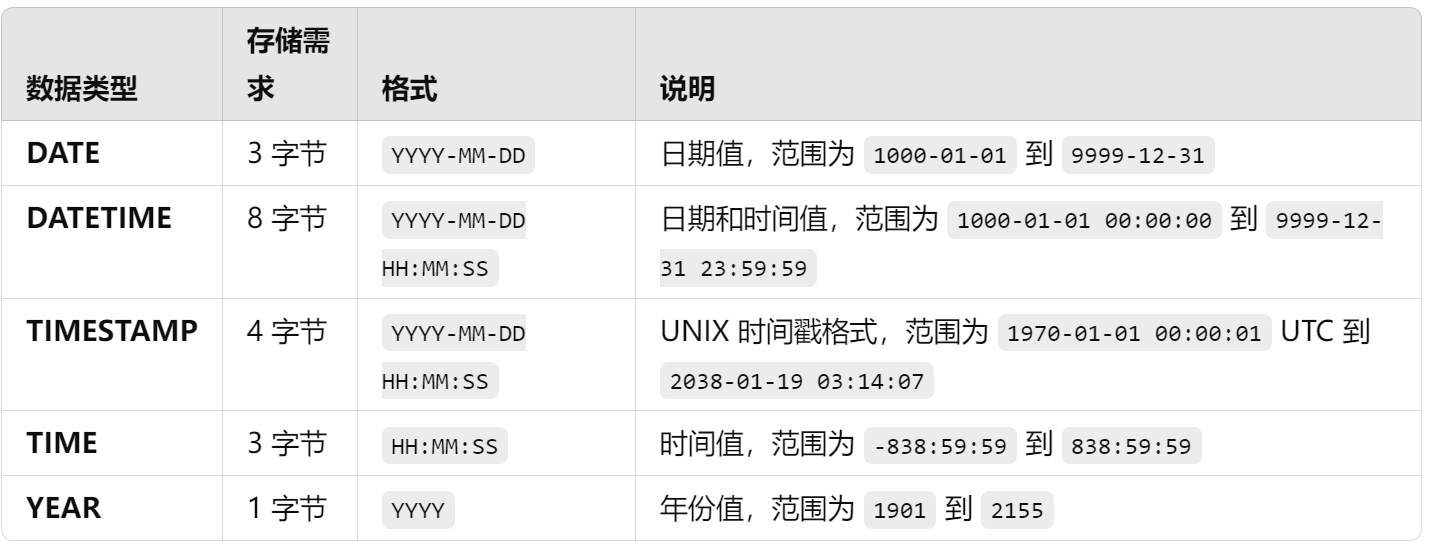 数据类型 存储需求 格式 说明
DATE 3 字节 YYYY-MM-DD 日期值，范围为 1000-01-01 到 9999-12-31
DATETIME 8 字节 YYYY-MM-DD HH:MM:SS 日期和时间值，范围为 1000-01-01 00:00:00 到 9999-12-31 23:59:59
TIMESTAMP 4 字节 YYYY-MM-DD HH:MM:SS UNIX 时间戳格式，范围为 1970-01-01 00:00:01 UTC 到 2038-01-19 03:14:07
TIME 3 字节 HH:MM:SS 时间值，范围为 -838:59:59 到 838:59:59
YEAR 1 字节 YYYY 年份值，范围为 1901 到 2155